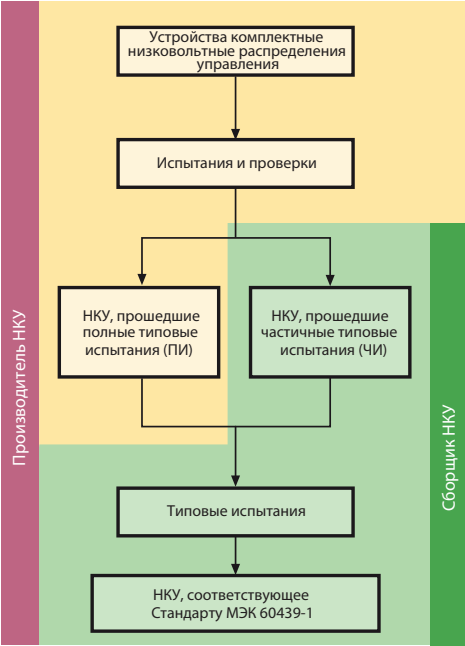 Устройства комплектные
низковольтные распределения
управления
Испытания и проверки
НКУ, прошедшие
полные типовые
испытания (ПИ)
НКУ, прошедшие
частичные типовые
испытания (ЧИ)
Производитель НКУ
Сборщик НКУ
Типовые испытания
НКУ, соответствующее
Стандарту МЭК 60439-1